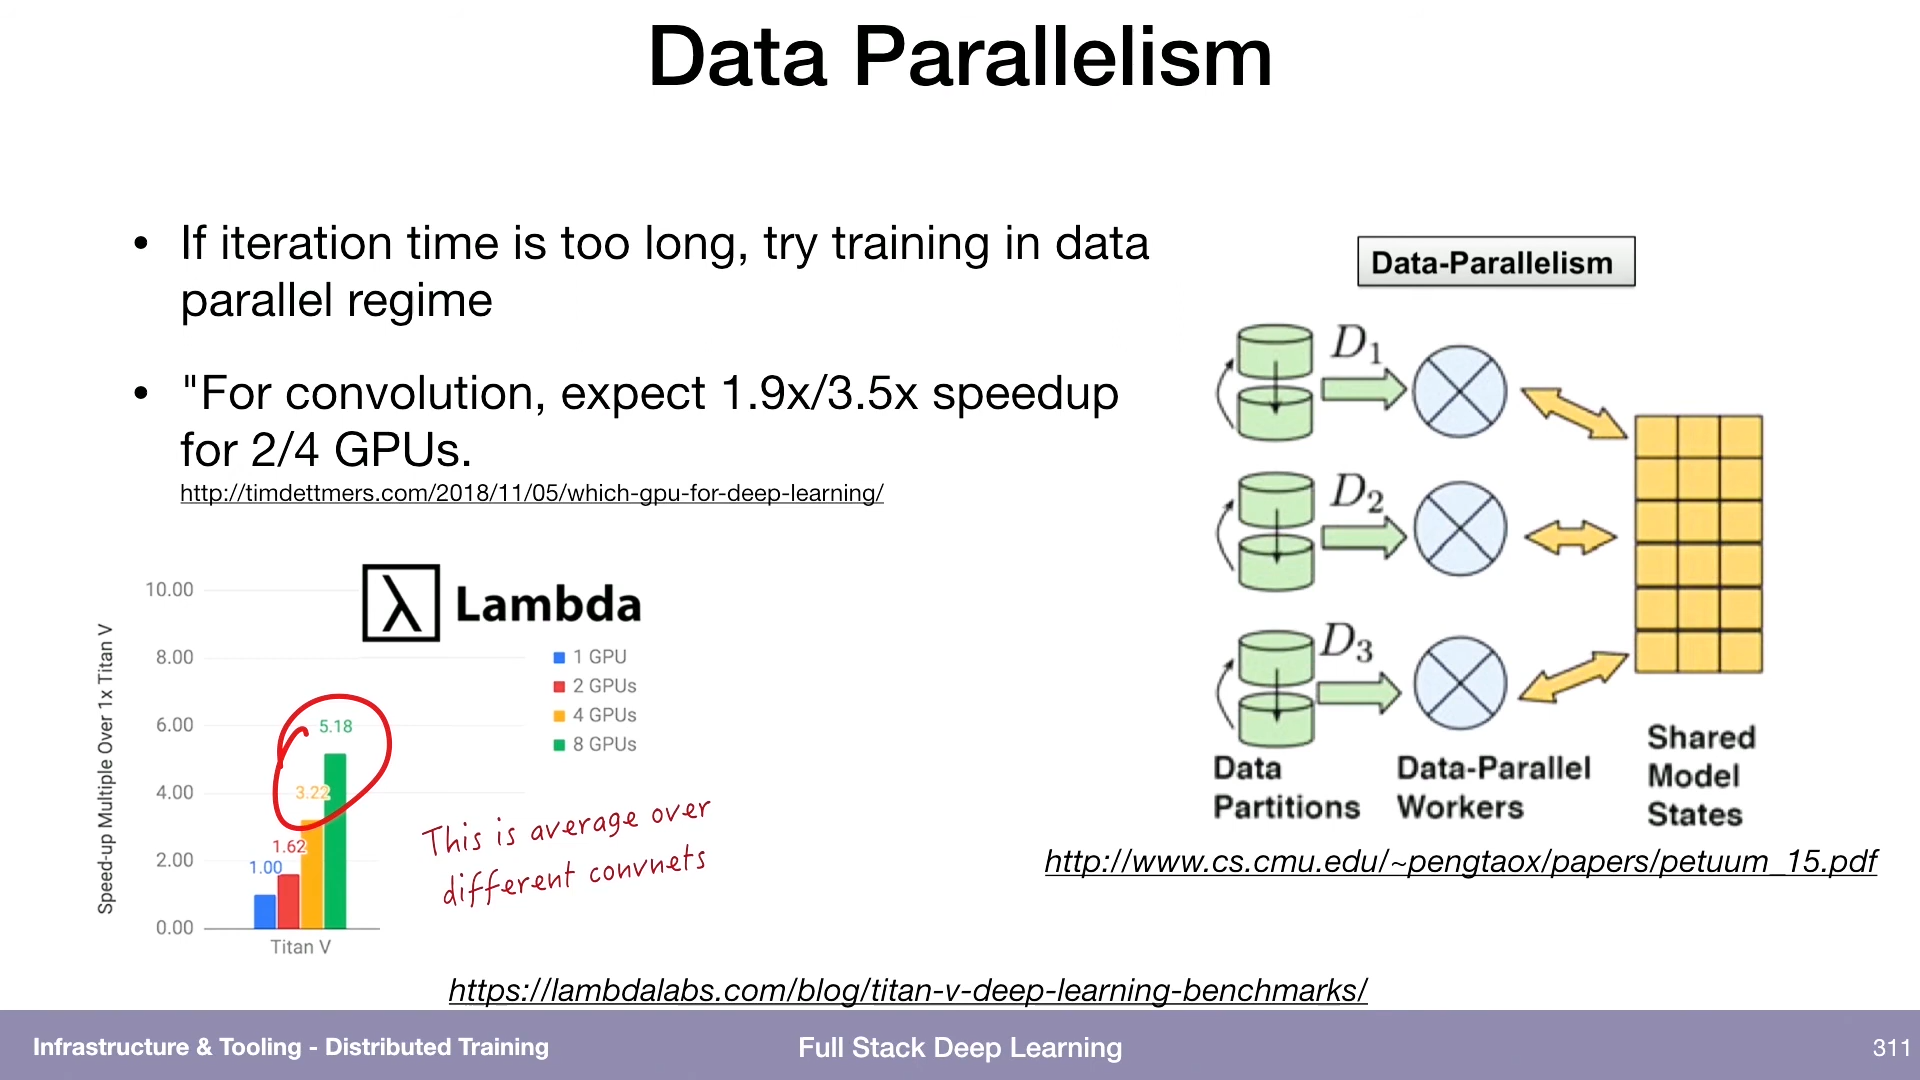 Data Parallelism
• If iteration time is too long, try training in data
parallel regime
• "For convolution, expect 1.9x/3.5x speedup
for 2/4 GPUs.
http://timdettmers.com/2018/11/05/which-gpu-for-deep-learning/
λ Lambda
Speed-up Multiple Over 1x Titan V
10.00
8.00
6.00
4.00
2.00
0.00
1.00
1.62
3.22
5.18
Titan V
1 GPU
2 GPUs
4 GPUs
8 GPUs
This is average over
different convnets
https://lambdalabs.com/blog/titan-v-deep-learning-benchmarks/
Data-Parallelism
D1
D2
D3
Data
Partitions
Data-Parallel
Workers
Shared
Model
States
http://www.cs.cmu.edu/~pengtaox/papers/petuum_15.pdf
Infrastructure & Tooling - Distributed Training
Full Stack Deep Learning
311